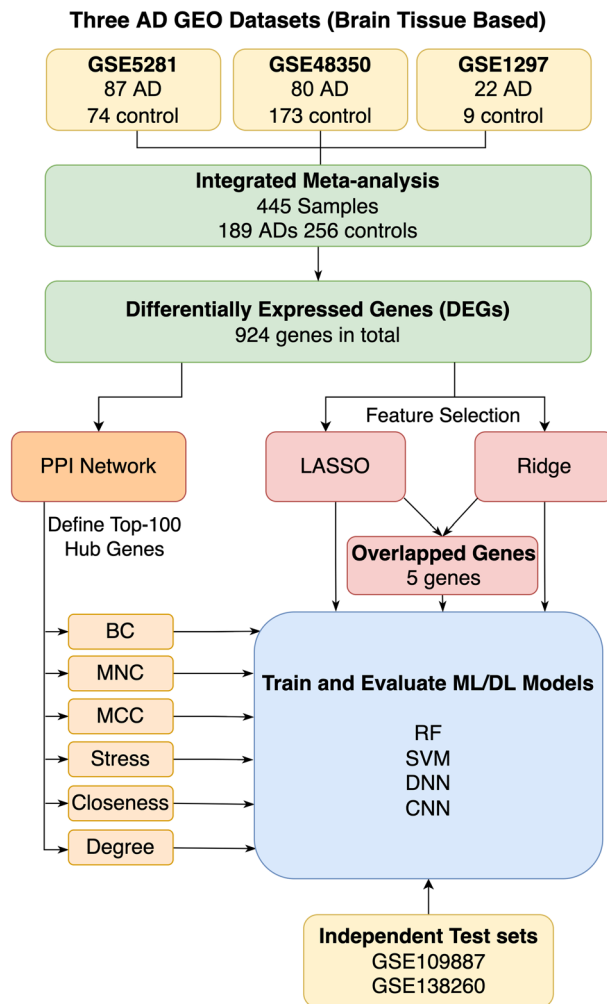 Three AD GEO Datasets (Brain Tissue Based)
GSE5281
87 AD
74 control
GSE48350
80 AD
173 control
GSE1297
22 AD
9 control
Integrated Meta-analysis
445 Samples
189 ADs 256 controls
Differentially Expressed Genes (DEGs)
924 genes in total
Feature Selection
PPI Network
LASSO
Ridge
Define Top-100
Hub Genes
Overlapped Genes
5 genes
BC
MNC
MCC
Stress
Closeness
Degree
Train and Evaluate ML/DL Models
RF
SVM
DNN
CNN
Independent Test sets
GSE109887
GSE138260